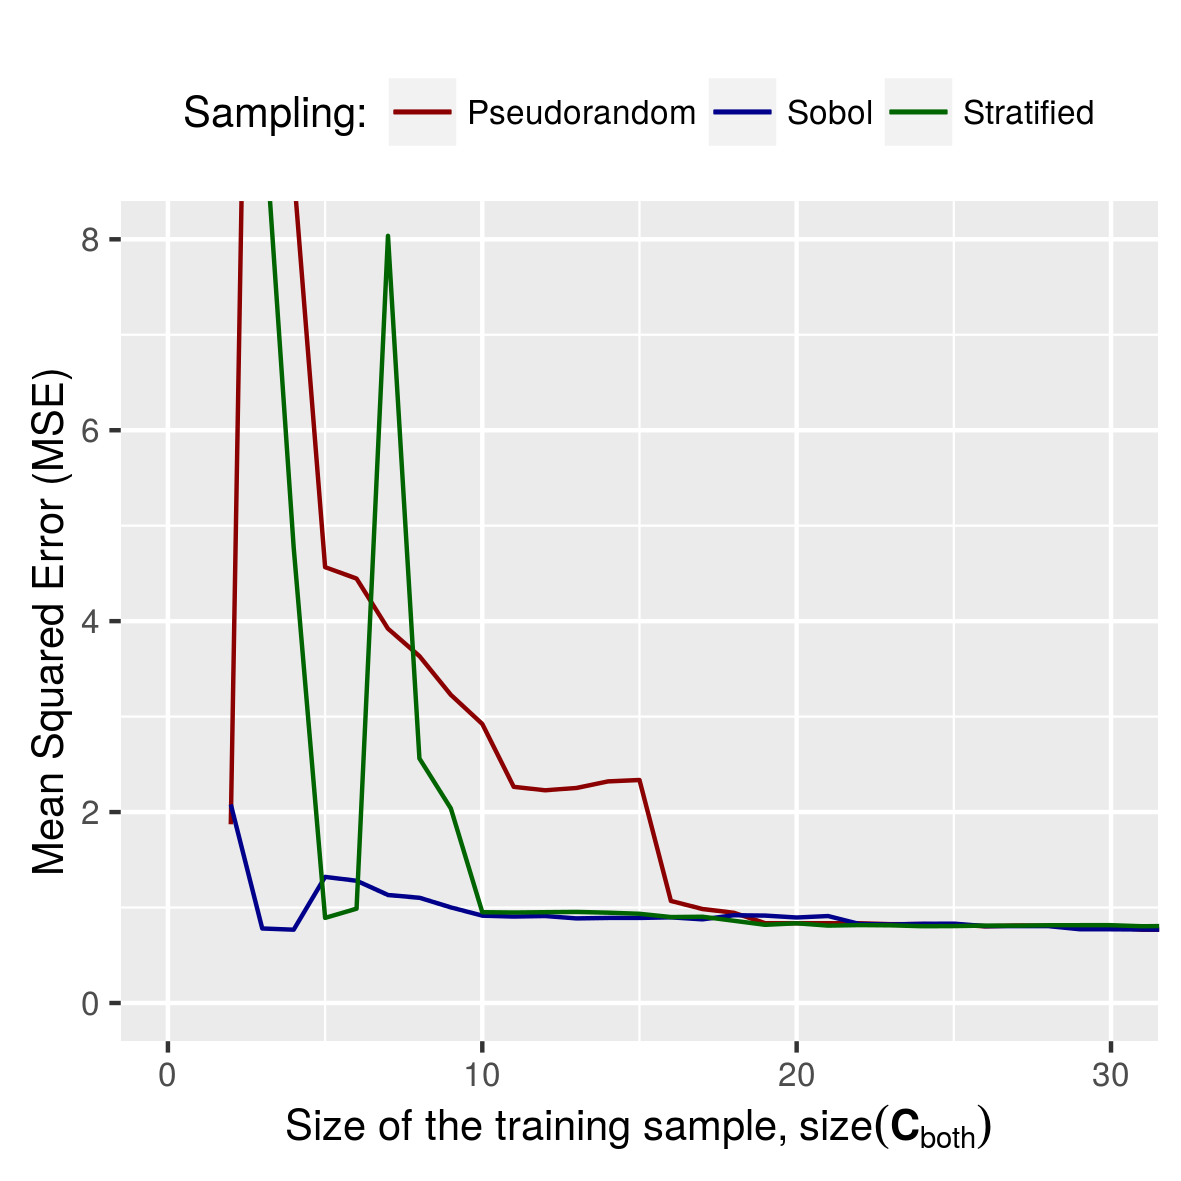 Sampling: Pseudorandom Sobol Stratified
8
6
4
2
0
Mean Squared Error (MSE)
0 10 20 30
Size of the training sample, size(C_both)